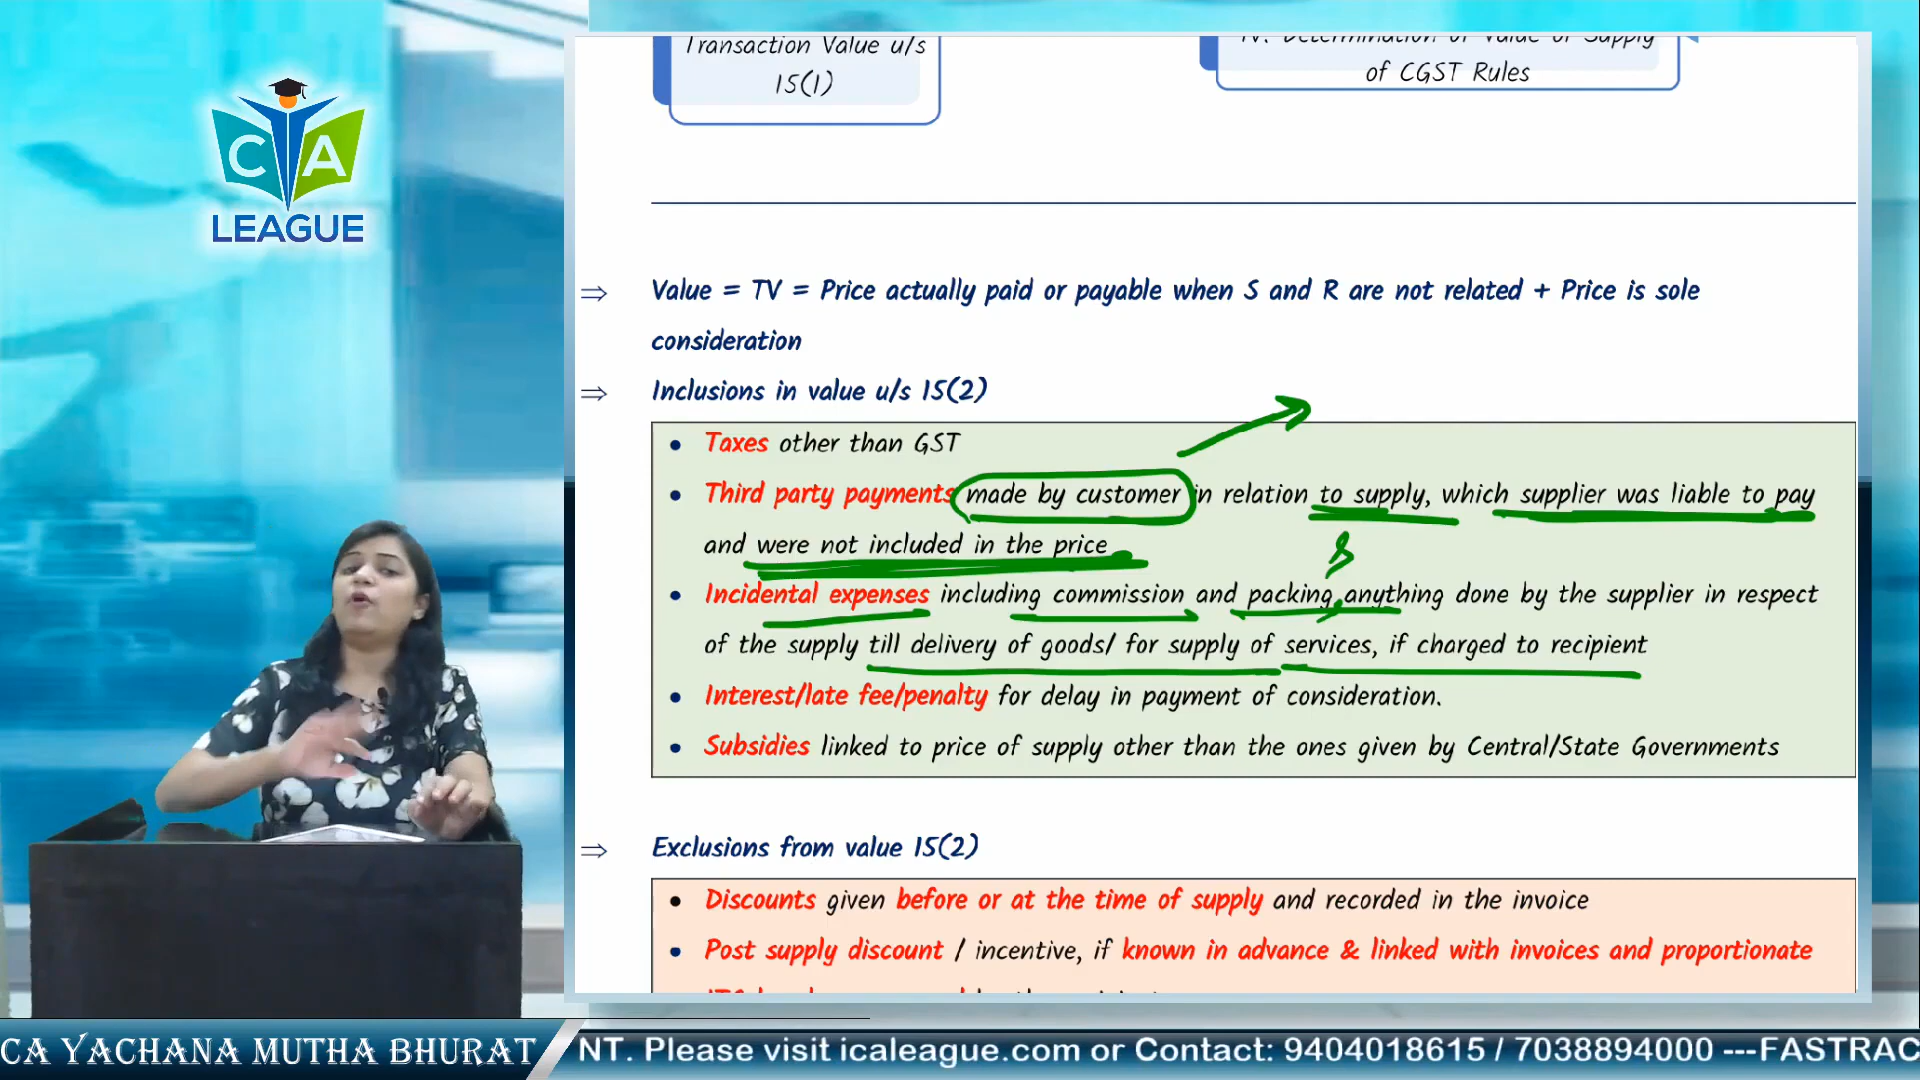 Transaction Value u/s
15(1)
IV: Determination of Value of Supply
of CGST Rules
CA
LEAGUE
⇒ Value = TV = Price actually paid or payable when S and R are not related + Price is sole
consideration
⇒ Inclusions in value u/s 15(2)
• Taxes other than GST
• Third party payments made by customer in relation to supply, which supplier was liable to pay
and were not included in the price
&
• Incidental expenses including commission and packing, anything done by the supplier in respect
of the supply till delivery of goods/ for supply of services, if charged to recipient
• Interest/late fee/penalty for delay in payment of consideration.
• Subsidies linked to price of supply other than the ones given by Central/State Governments
⇒ Exclusions from value 15(2)
• Discounts given before or at the time of supply and recorded in the invoice
• Post supply discount / incentive, if known in advance & linked with invoices and proportionate
CA YACHANA MUTHA BHURAT
NT. Please visit icaleague.com or Contact: 9404018615 / 7038894000 ---FASTRAC